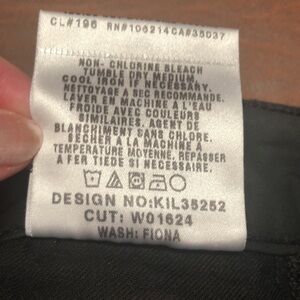 CL#196 RN#106214CA#35037
NON- CHLORINE BLEACH
TUMBLE DRY MEDIUM,
COOL IRON IF NECESSARY.
NETTOYAGE A SEC RECOMMANDE.
LAVER EN MACHINE A L'EAU
FROIDE AVEC COULEURS
SIMILAIRES. AGENT DE
BLANCHIMENT SANS CHLORE.
SECHER A LA MACHINE A
TEMPERATURE MOYENNE. REPASSER
A FER TIEDE SI NECESSAIRE.
DESIGN NO:KIL35252
CUT: W01624
WASH: FIONA